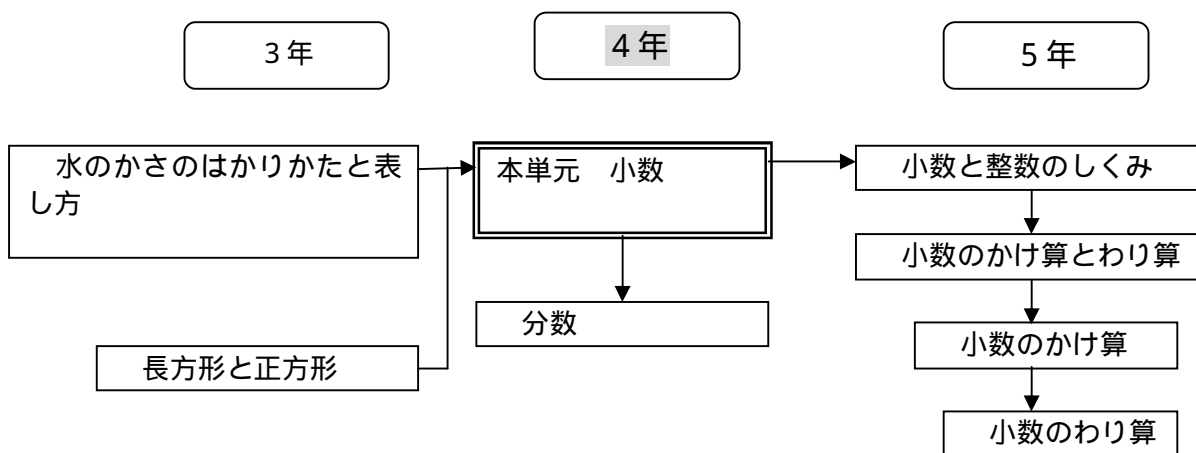 3年
4年
5年
水のかさのはかりかたと表
し方
本単元 小数
小数と整数のしくみ
小数のかけ算とわり算
分数
小数のかけ算
長方形と正方形
小数のわり算